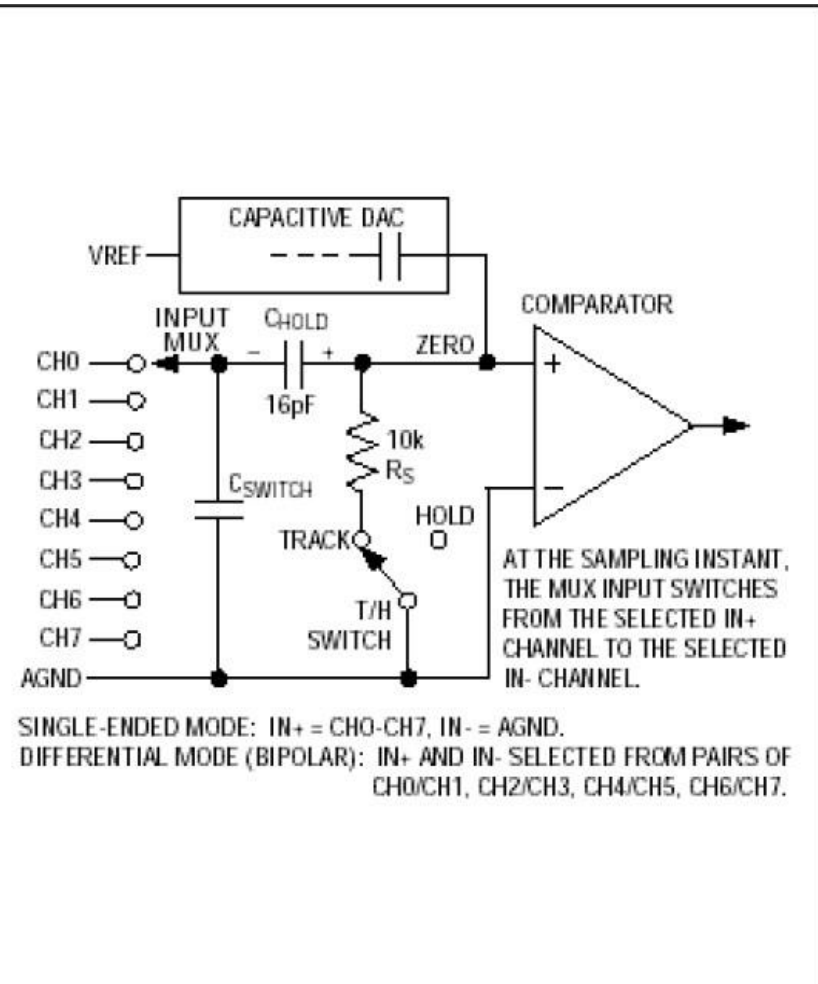 CAPACITIVE DAC
VREF
COMPARATOR
INPUT
MUX
CHOLD
ZERO
− +
+
16pF
CH0
CH1
CH2
CH3
CH4
CH5
CH6
CH7
AGND
10k
RS
CSWITCH
−
HOLD
TRACK
T/H
SWITCH
AT THE SAMPLING INSTANT,
THE MUX INPUT SWITCHES
FROM THE SELECTED IN+
CHANNEL TO THE SELECTED
IN- CHANNEL.
SINGLE-ENDED MODE: IN+ = CHO-CH7, IN- = AGND.
DIFFERENTIAL MODE (BIPOLAR): IN+ AND IN- SELECTED FROM PAIRS OF
CH0/CH1, CH2/CH3, CH4/CH5, CH6/CH7.